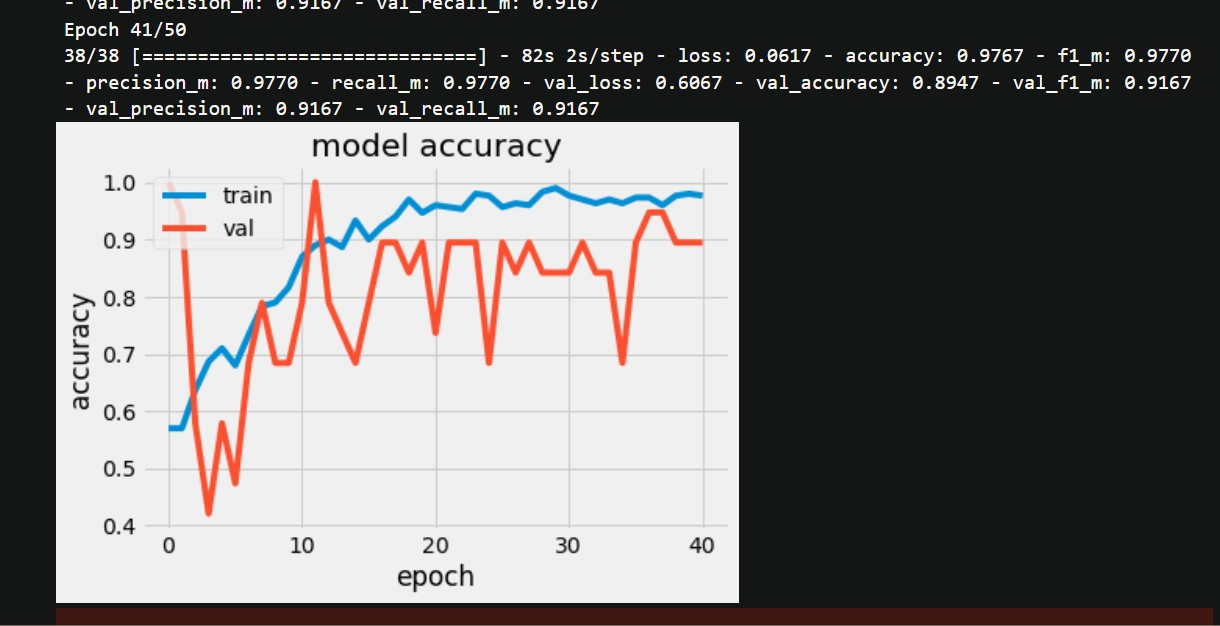 - val_precision_m: 0.9167 - val_recall_m: 0.9167
Epoch 41/50
38/38 [==============================] - 82s 2s/step - loss: 0.0617 - accuracy: 0.9767 - f1_m: 0.9770
- precision_m: 0.9770 - recall_m: 0.9770 - val_loss: 0.6067 - val_accuracy: 0.8947 - val_f1_m: 0.9167
- val_precision_m: 0.9167 - val_recall_m: 0.9167
model accuracy
train
val
1.0
0.9
0.8
0.7
0.6
0.5
0.4
accuracy
0 10 20 30 40
epoch